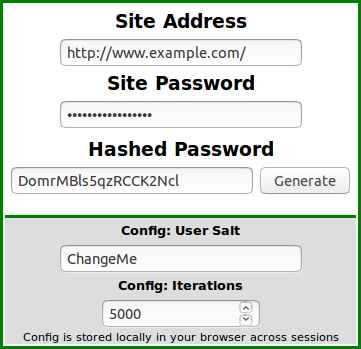 Site Address
http://www.example.com/
Site Password
•••••••••••••••••
Hashed Password
DomrMBls5qzRCCK2Ncl
Generate
Config: User Salt
ChangeMe
Config: Iterations
5000
Config is stored locally in your browser across sessions